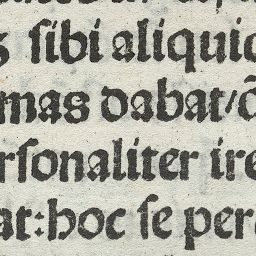 s sibi aliquid
mas dabat/c̄
rſonaliter ire
at:hoc ſe per